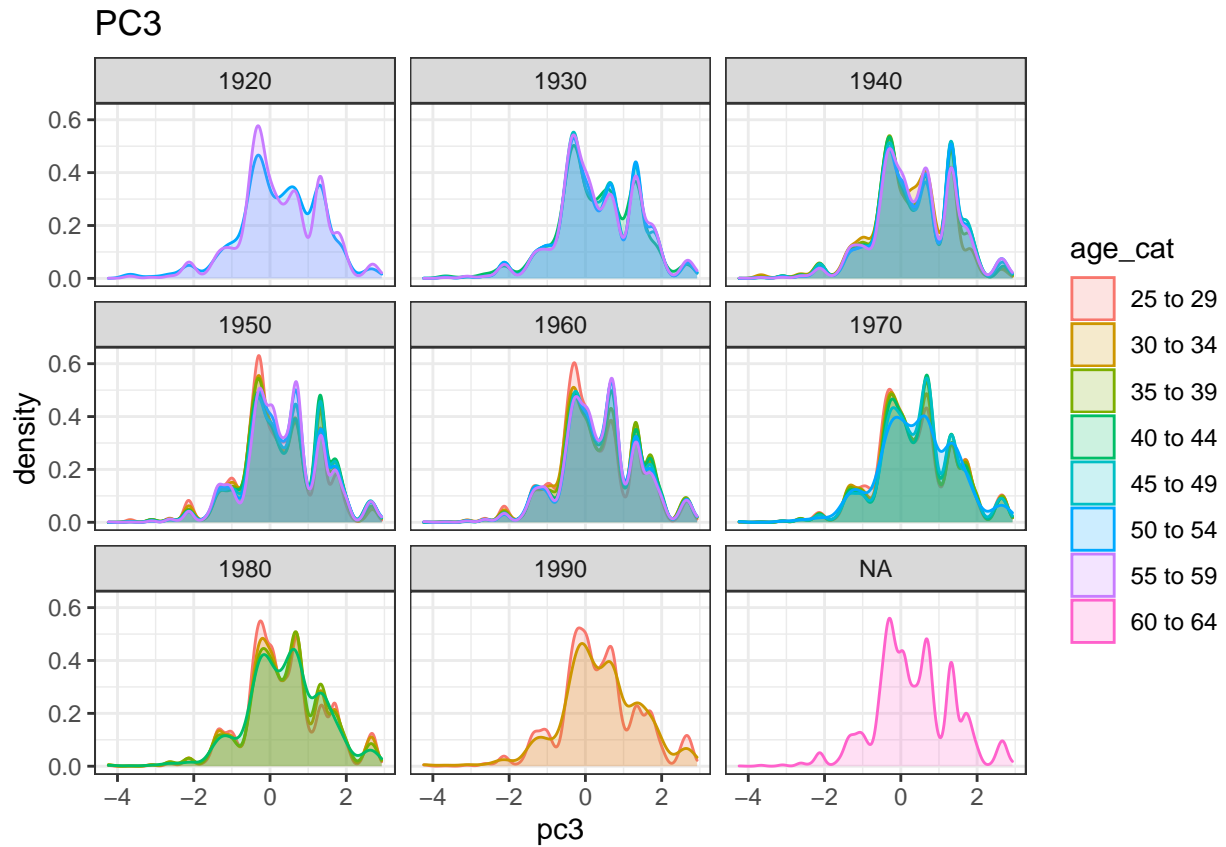 PC3
1920 1930 1940
0.6
0.4
0.2
0.0
1950 1960 1970
0.6
0.4
0.2
0.0
1980 1990 NA
0.6
0.4
0.2
0.0
−4 −2 0 2 −4 −2 0 2 −4 −2 0 2
pc3
density
age_cat
25 to 29
30 to 34
35 to 39
40 to 44
45 to 49
50 to 54
55 to 59
60 to 64